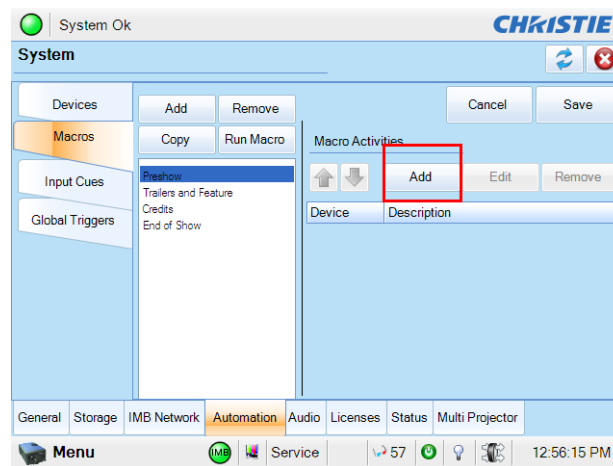 System Ok
CHRISTIE
System
Devices
Macros
Input Cues
Global Triggers
Add
Remove
Copy
Run Macro
Preshow
Trailers and Feature
Credits
End of Show
Cancel
Save
Macro Activities
Add
Edit
Remove
Device
Description
General
Storage
IMB Network
Automation
Audio
Licenses
Status
Multi Projector
Menu
IMB
Service
57
12:56:15 PM